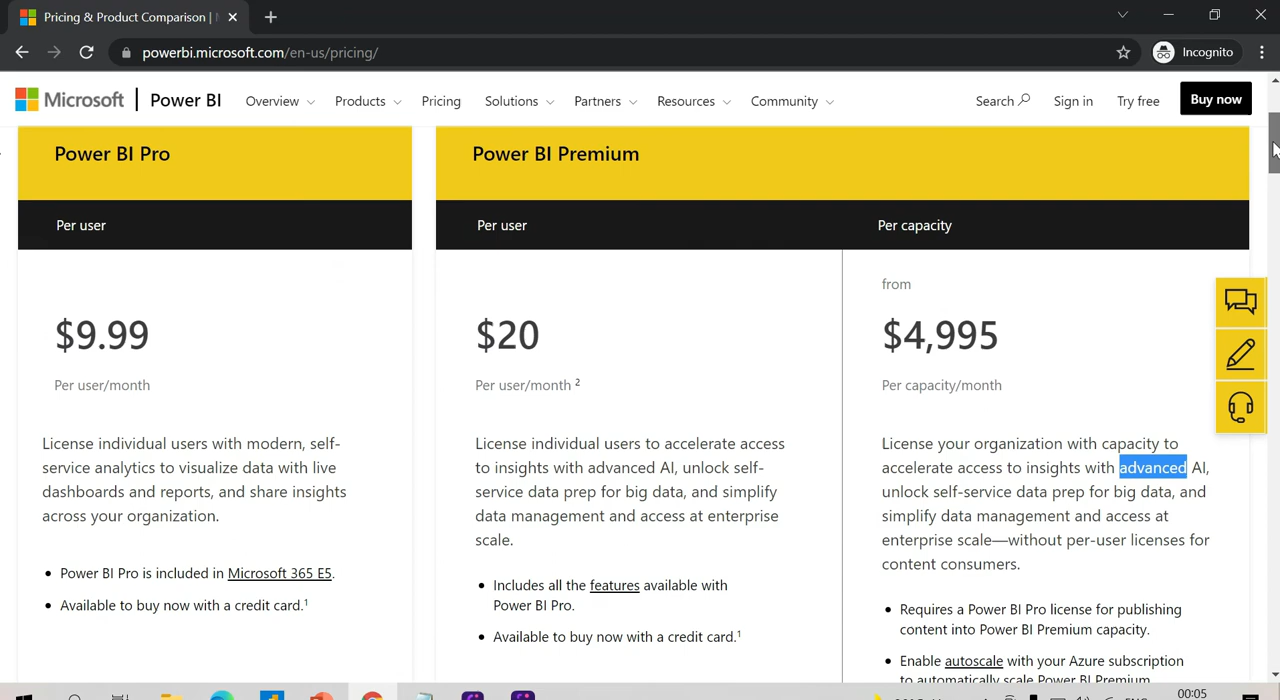 Pricing & Product Comparison |
powerbi.microsoft.com/en-us/pricing/
Incognito
Microsoft
Power BI
Overview
Products
Pricing
Solutions
Partners
Resources
Community
Search
Sign in
Try free
Buy now
Power BI Pro
Per user
$9.99
Per user/month
License individual users with modern, self-
service analytics to visualize data with live
dashboards and reports, and share insights
across your organization.
• Power BI Pro is included in Microsoft 365 E5.
• Available to buy now with a credit card.1
Power BI Premium
Per user
$20
Per user/month 2
License individual users to accelerate access
to insights with advanced AI, unlock self-
service data prep for big data, and simplify
data management and access at enterprise
scale.
• Includes all the features available with
Power BI Pro.
• Available to buy now with a credit card.1
Per capacity
from
$4,995
Per capacity/month
License your organization with capacity to
accelerate access to insights with advanced AI,
unlock self-service data prep for big data, and
simplify data management and access at
enterprise scale—without per-user licenses for
content consumers.
• Requires a Power BI Pro license for publishing
content into Power BI Premium capacity.
• Enable autoscale with your Azure subscription
to automatically scale Power BI Premium
00:05